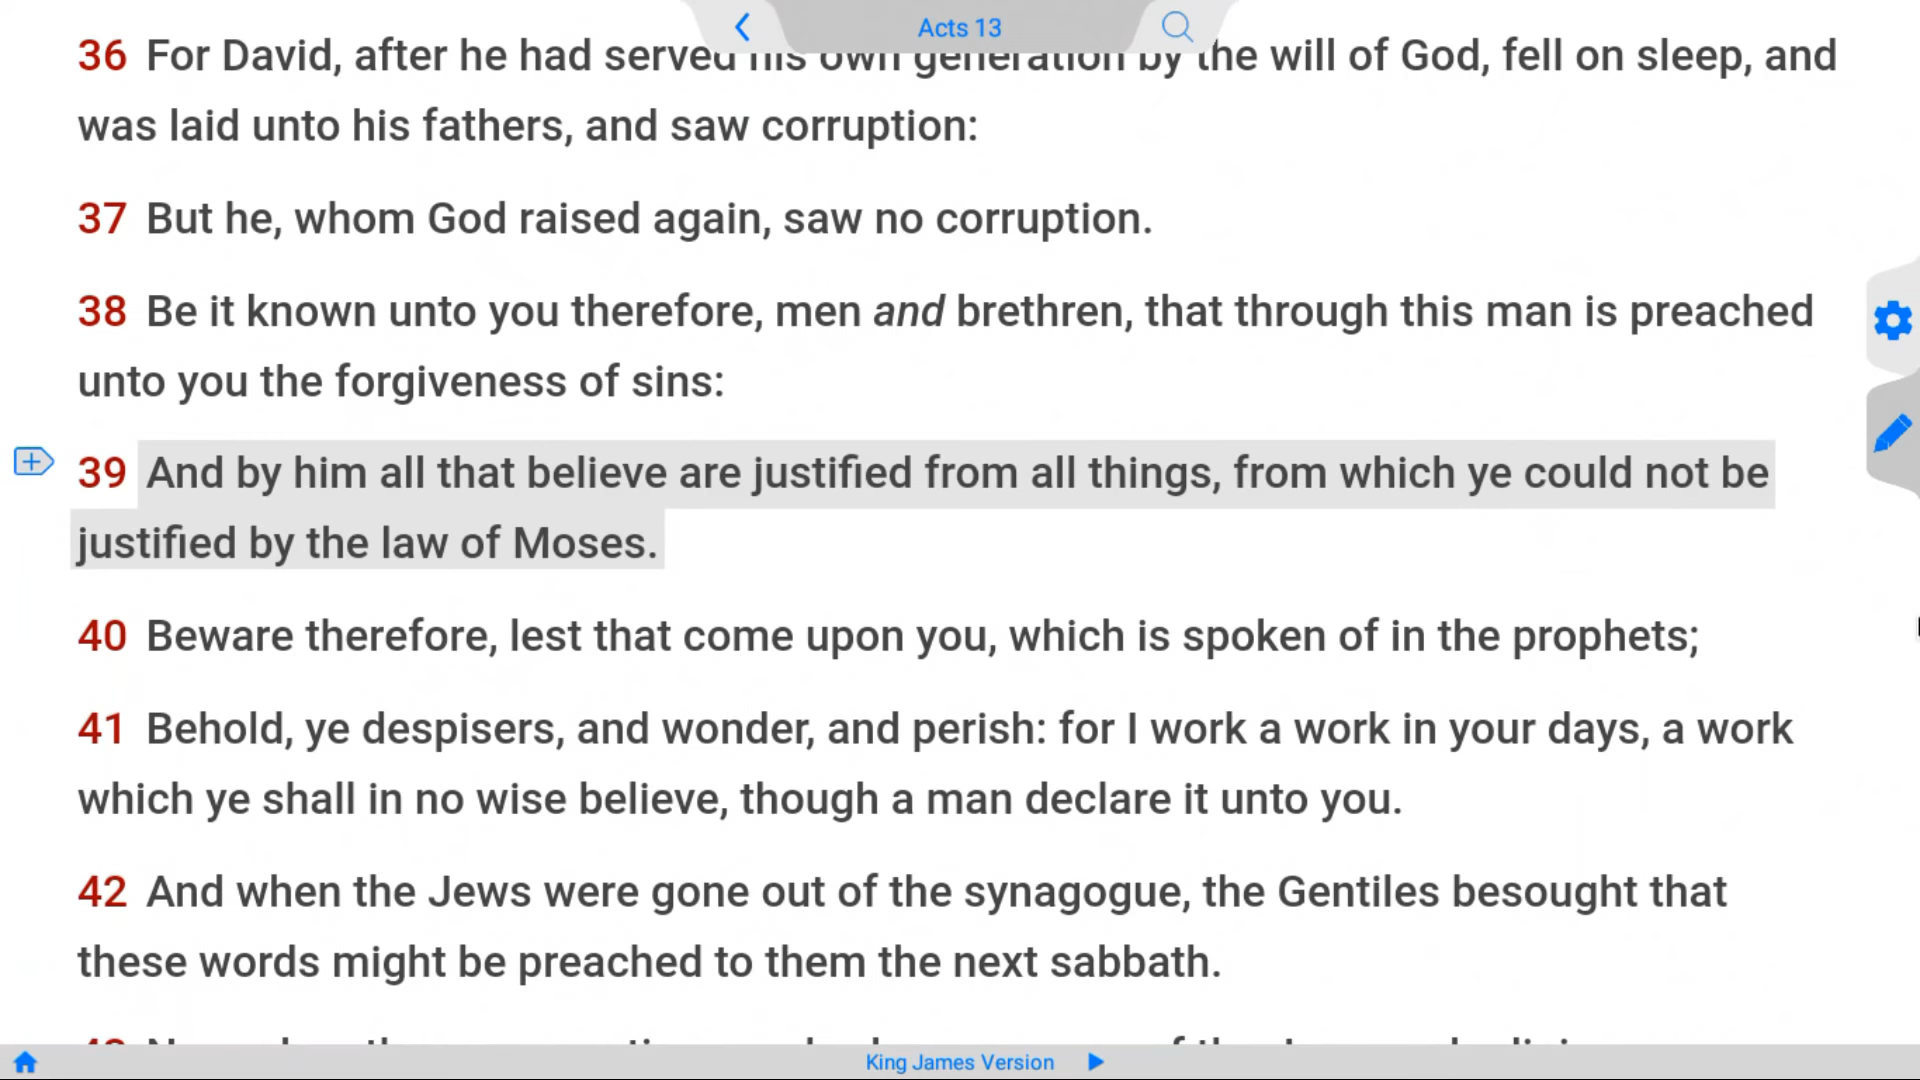 Acts 13
36 For David, after he had served his own generation by the will of God, fell on sleep, and
was laid unto his fathers, and saw corruption:
37 But he, whom God raised again, saw no corruption.
38 Be it known unto you therefore, men and brethren, that through this man is preached
unto you the forgiveness of sins:
39 And by him all that believe are justified from all things, from which ye could not be
justified by the law of Moses.
40 Beware therefore, lest that come upon you, which is spoken of in the prophets;
41 Behold, ye despisers, and wonder, and perish: for I work a work in your days, a work
which ye shall in no wise believe, though a man declare it unto you.
42 And when the Jews were gone out of the synagogue, the Gentiles besought that
these words might be preached to them the next sabbath.
King James Version